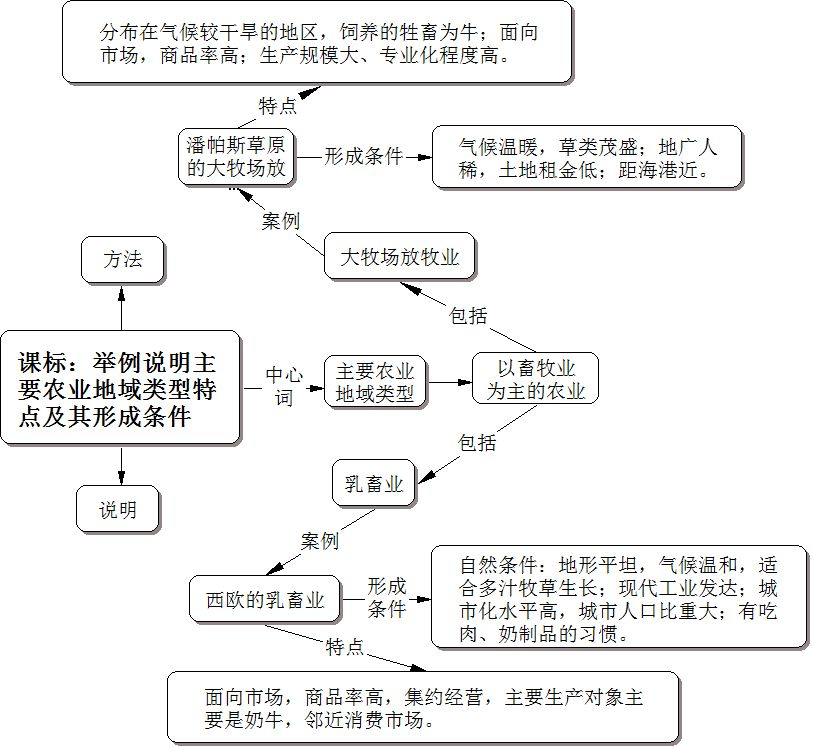 分布在气候较干旱的地区，饲养的牲畜为牛；面向
市场，商品率高；生产规模大、专业化程度高。
特点
潘帕斯草原
的大牧场放
形成条件
气候温暖，草类茂盛；地广人
稀，土地租金低；距海港近。
案例
方法
大牧场放牧业
包括
课标：举例说明主
要农业地域类型特
点及其形成条件
中心
词
主要农业
地域类型
以畜牧业
为主的农业
包括
乳畜业
说明
案例
西欧的乳畜业
形成
条件
自然条件：地形平坦，气候温和，适
合多汁牧草生长；现代工业发达；城
市化水平高，城市人口比重大；有吃
肉、奶制品的习惯。
特点
面向市场，商品率高，集约经营，主要生产对象主
要是奶牛，邻近消费市场。